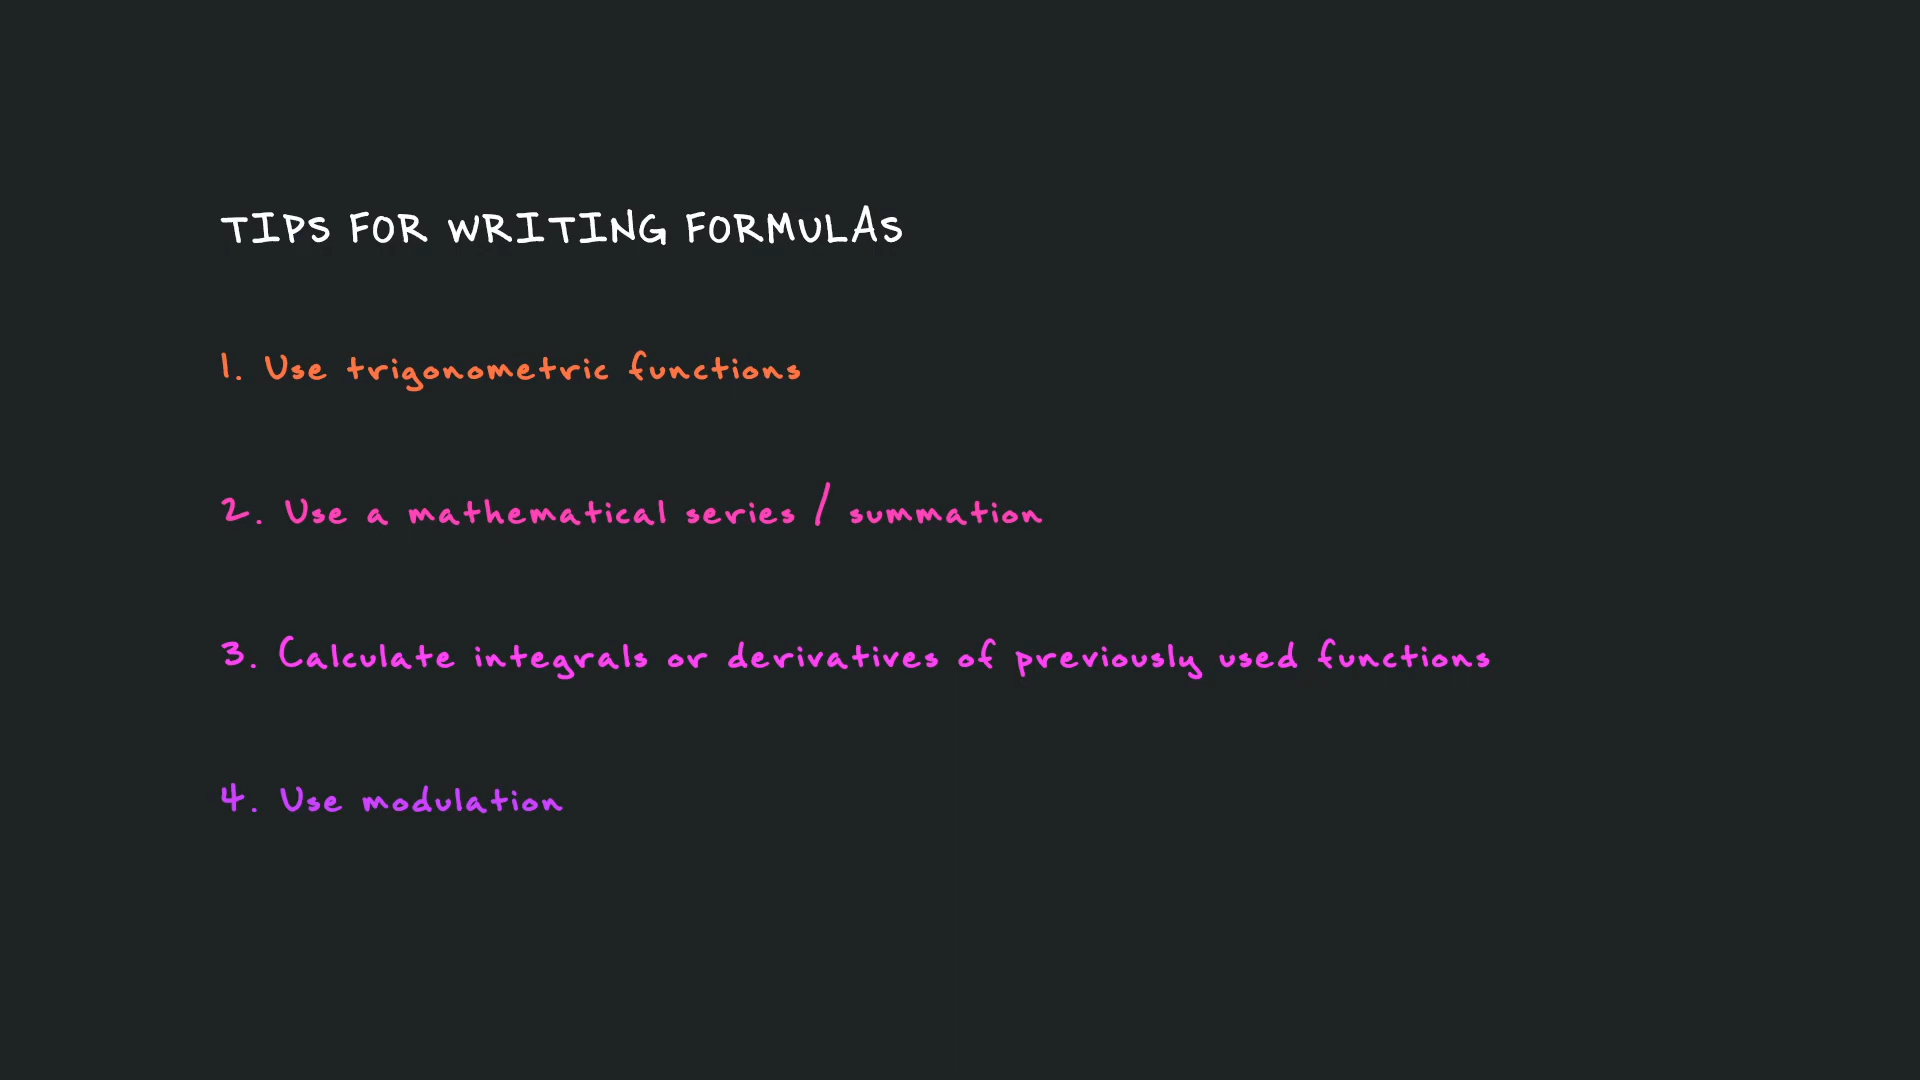 TIPS FOR WRITING FORMULAS
1. Use trigonometric functions
2. Use a mathematical series / summation
3. Calculate integrals or derivatives of previously used functions
4. Use modulation